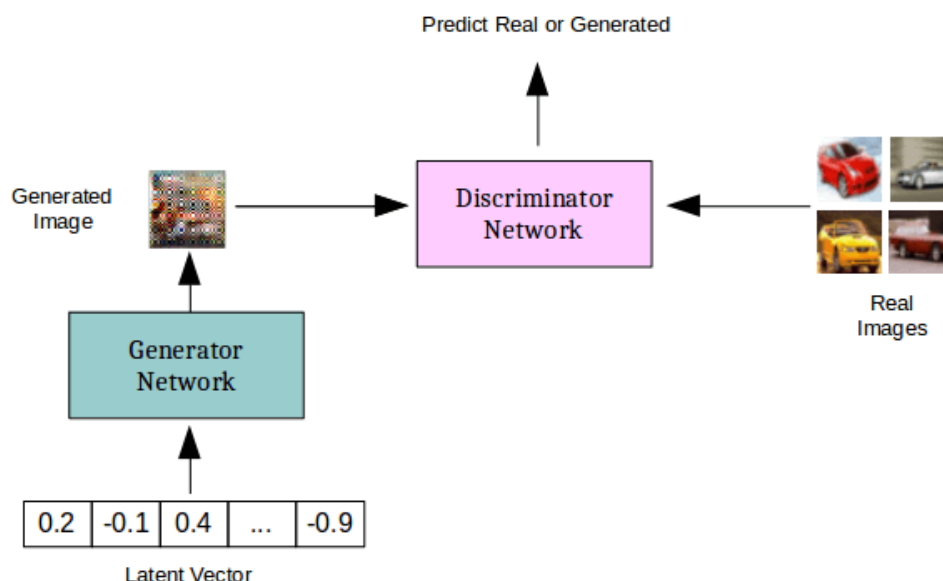 Predict Real or Generated
Generated
Image
Discriminator
Network
Real
Images
Generator
Network
0.2 -0.1 0.4 ... -0.9
Latent Vector